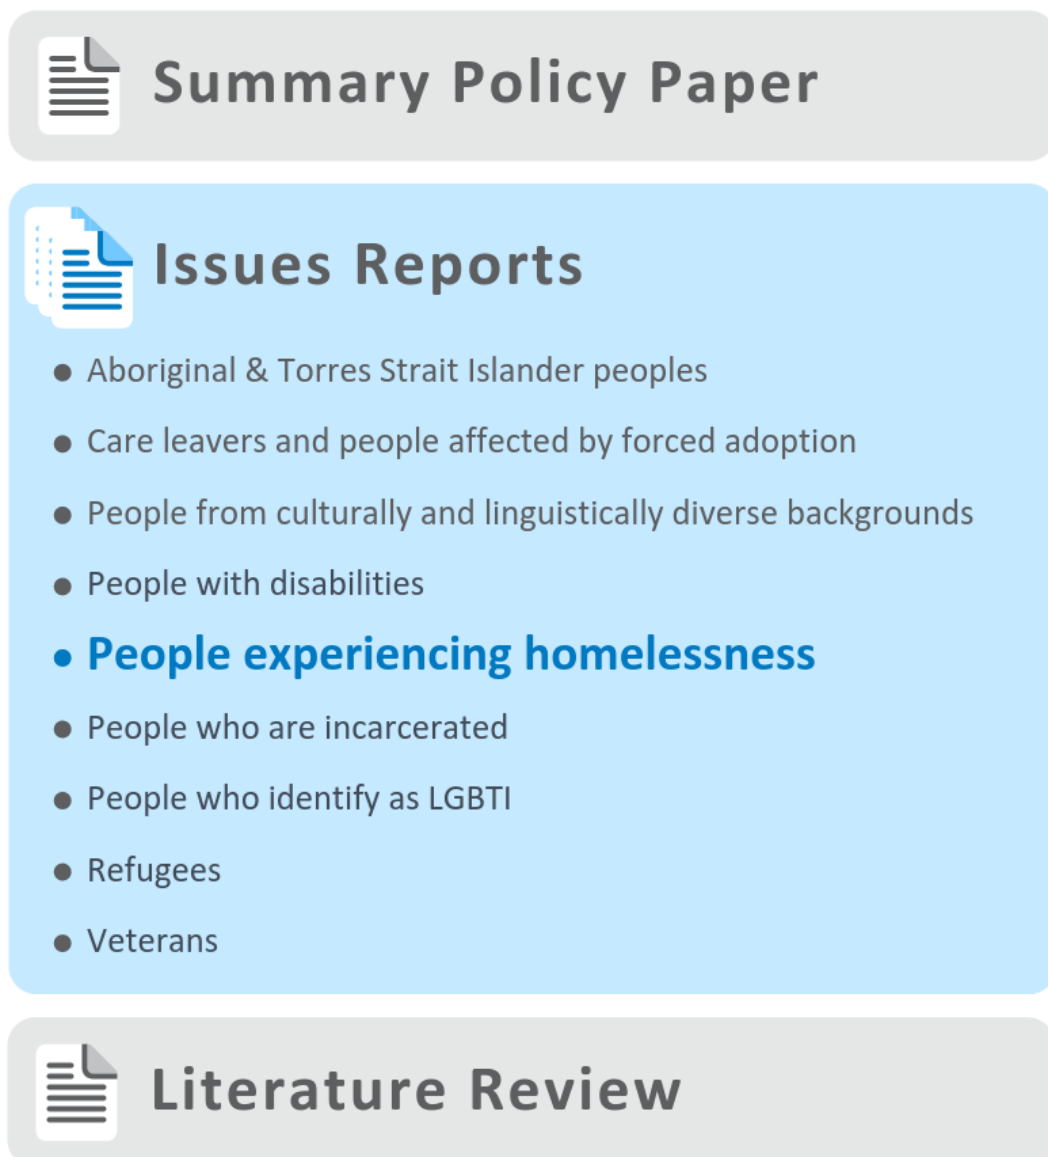 Summary Policy Paper
Issues Reports
● Aboriginal & Torres Strait Islander peoples
● Care leavers and people affected by forced adoption
● People from culturally and linguistically diverse backgrounds
● People with disabilities
● People experiencing homelessness
● People who are incarcerated
● People who identify as LGBTI
● Refugees
● Veterans
Literature Review